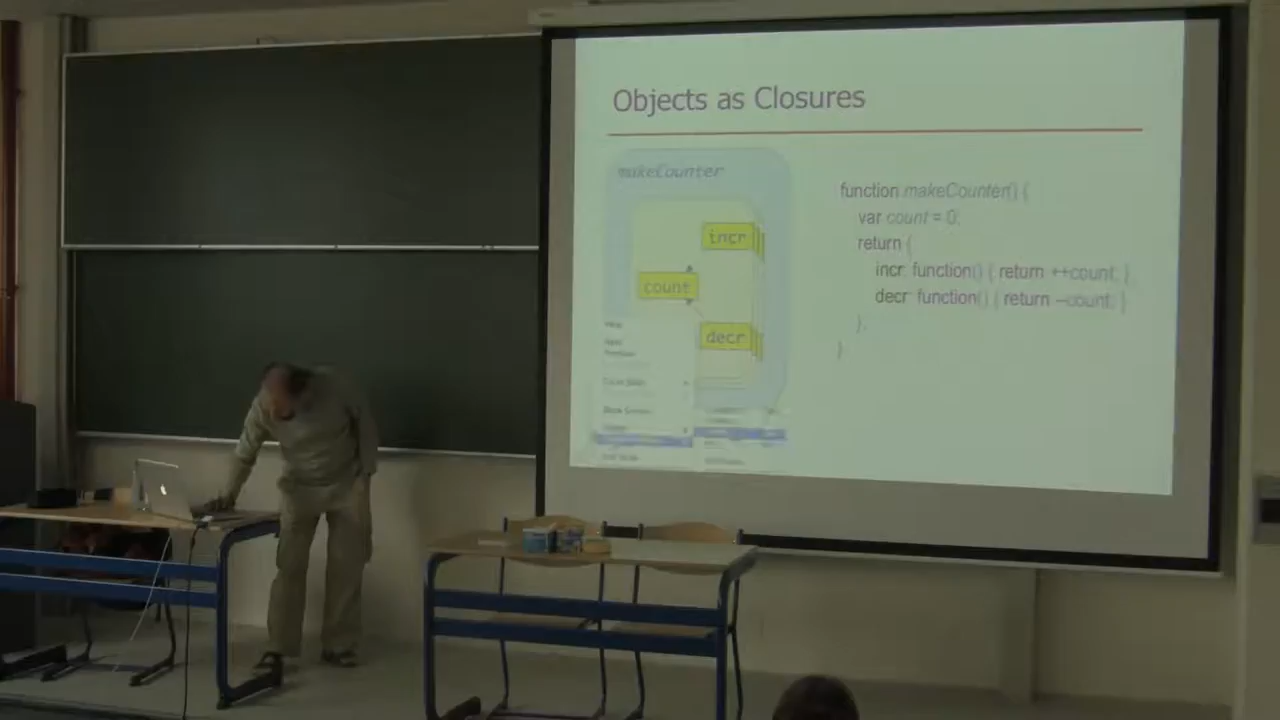 Objects as Closures
makeCounter
incr
count
decr
function makeCounter() {
var count = 0;
return {
incr: function() { return ++count; },
decr: function() { return --count; }
};
}